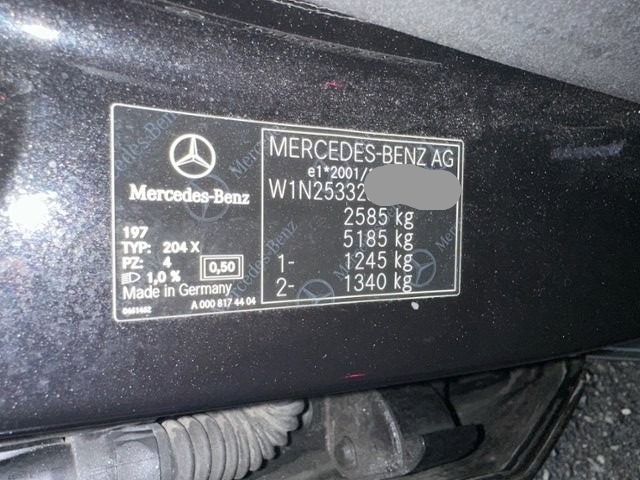 Mercedes-Benz
197
TYP: 204 X
PZ: 4
1,0 %
0,50
Made in Germany
A 000 817 44 04
MERCEDES-BENZ AG
e1*2001/
W1N25332
2585 kg
5185 kg
1- 1245 kg
2- 1340 kg